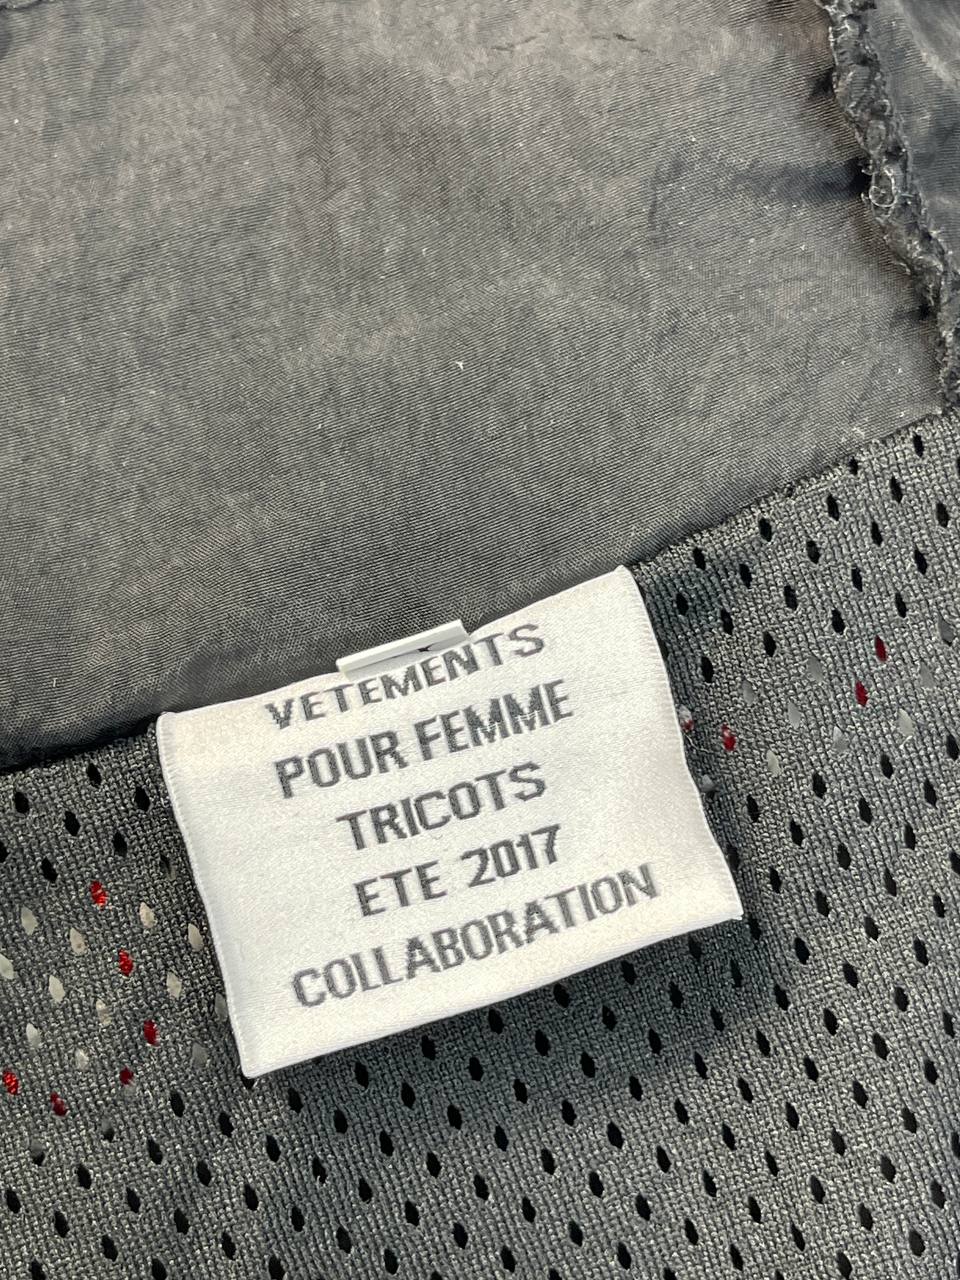 VETEMENTS
POUR FEMME
TRICOTS
ETE 2017
COLLABORATION